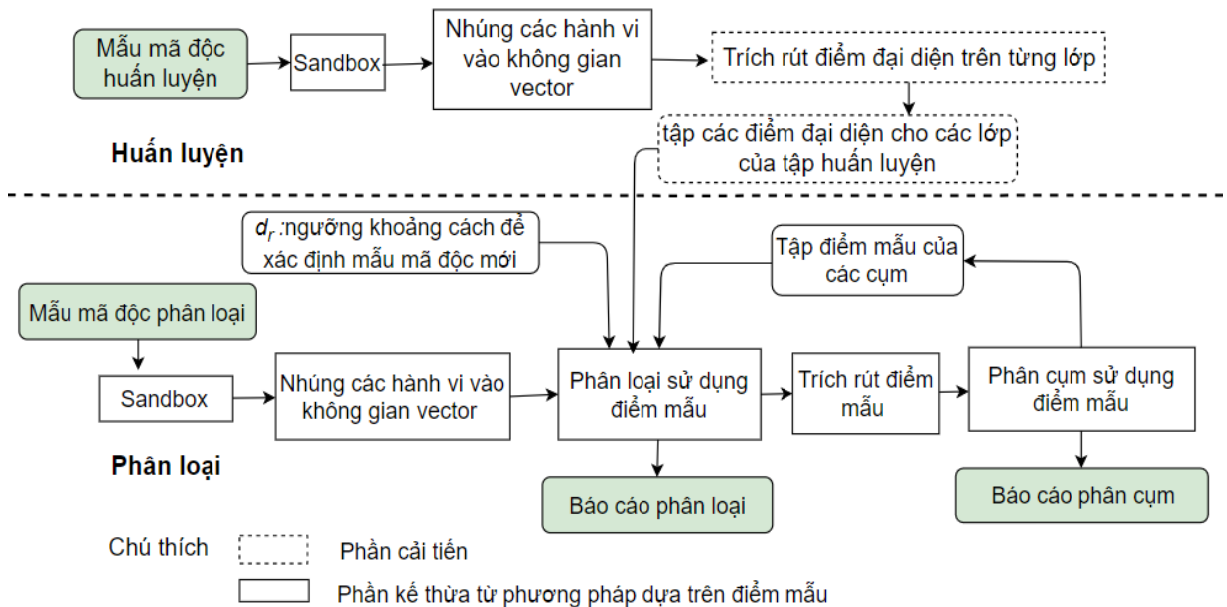 Mẫu mã độc
huấn luyện
Sandbox
Nhúng các hành vi
vào không gian
vector
Trích rút điểm đại diện trên từng lớp
tập các điểm đại diện cho các lớp
của tập huấn luyện
Huấn luyện
dr :ngưỡng khoảng cách để
xác định mẫu mã độc mới
Tập điểm mẫu của
các cụm
Mẫu mã độc phân loại
Sandbox
Nhúng các hành vi vào
không gian vector
Phân loại sử dụng
điểm mẫu
Trích rút điểm
mẫu
Phân cụm sử dụng
điểm mẫu
Phân loại
Báo cáo phân loại
Báo cáo phân cụm
Chú thích
Phần cải tiến
Phần kế thừa từ phương pháp dựa trên điểm mẫu